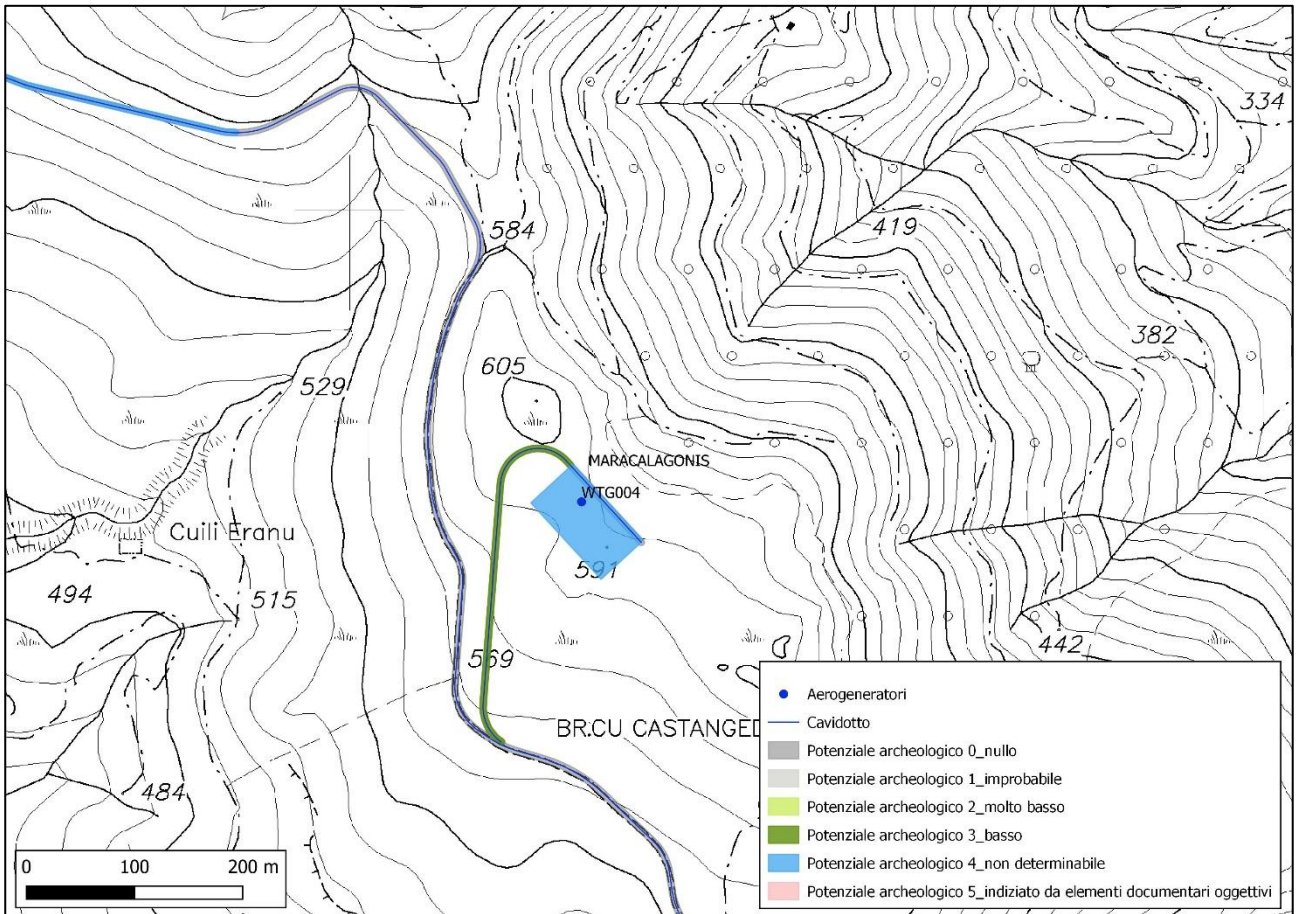 334
419
584
382
605
529
MARACALAGONIS
WTG004
Cuili Eranu
591
494
515
569
442
BR.CU CASTANGED
484
0 100 200 m
Aerogeneratori
Cavidotto
Potenziale archeologico 0_nullo
Potenziale archeologico 1_improbabile
Potenziale archeologico 2_molto basso
Potenziale archeologico 3_basso
Potenziale archeologico 4_non determinabile
Potenziale archeologico 5_indiziato da elementi documentari oggettivi